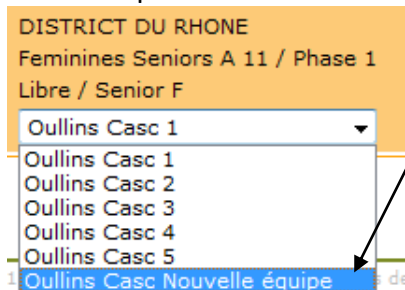 DISTRICT DU RHONE
Feminines Seniors A 11 / Phase 1
Libre / Senior F
Oullins Casc 1
Oullins Casc 1
Oullins Casc 2
Oullins Casc 3
Oullins Casc 4
Oullins Casc 5
Oullins Casc Nouvelle équipe